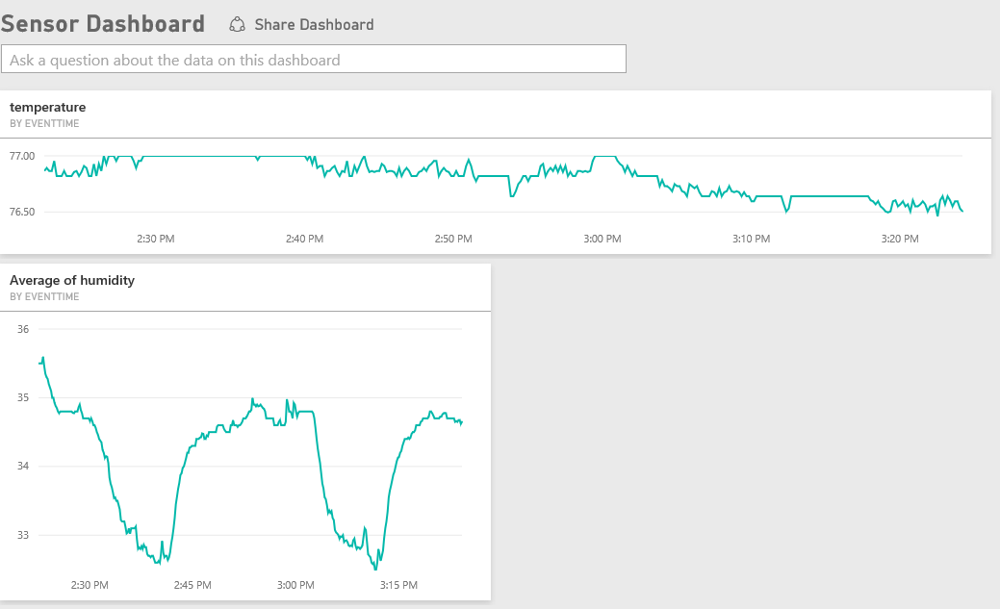 Sensor Dashboard Share Dashboard
Ask a question about the data on this dashboard
temperature
BY EVENTTIME
77.00
76.50
2:30 PM 2:40 PM 2:50 PM 3:00 PM 3:10 PM 3:20 PM
Average of humidity
BY EVENTTIME
36
35
34
33
2:30 PM 2:45 PM 3:00 PM 3:15 PM